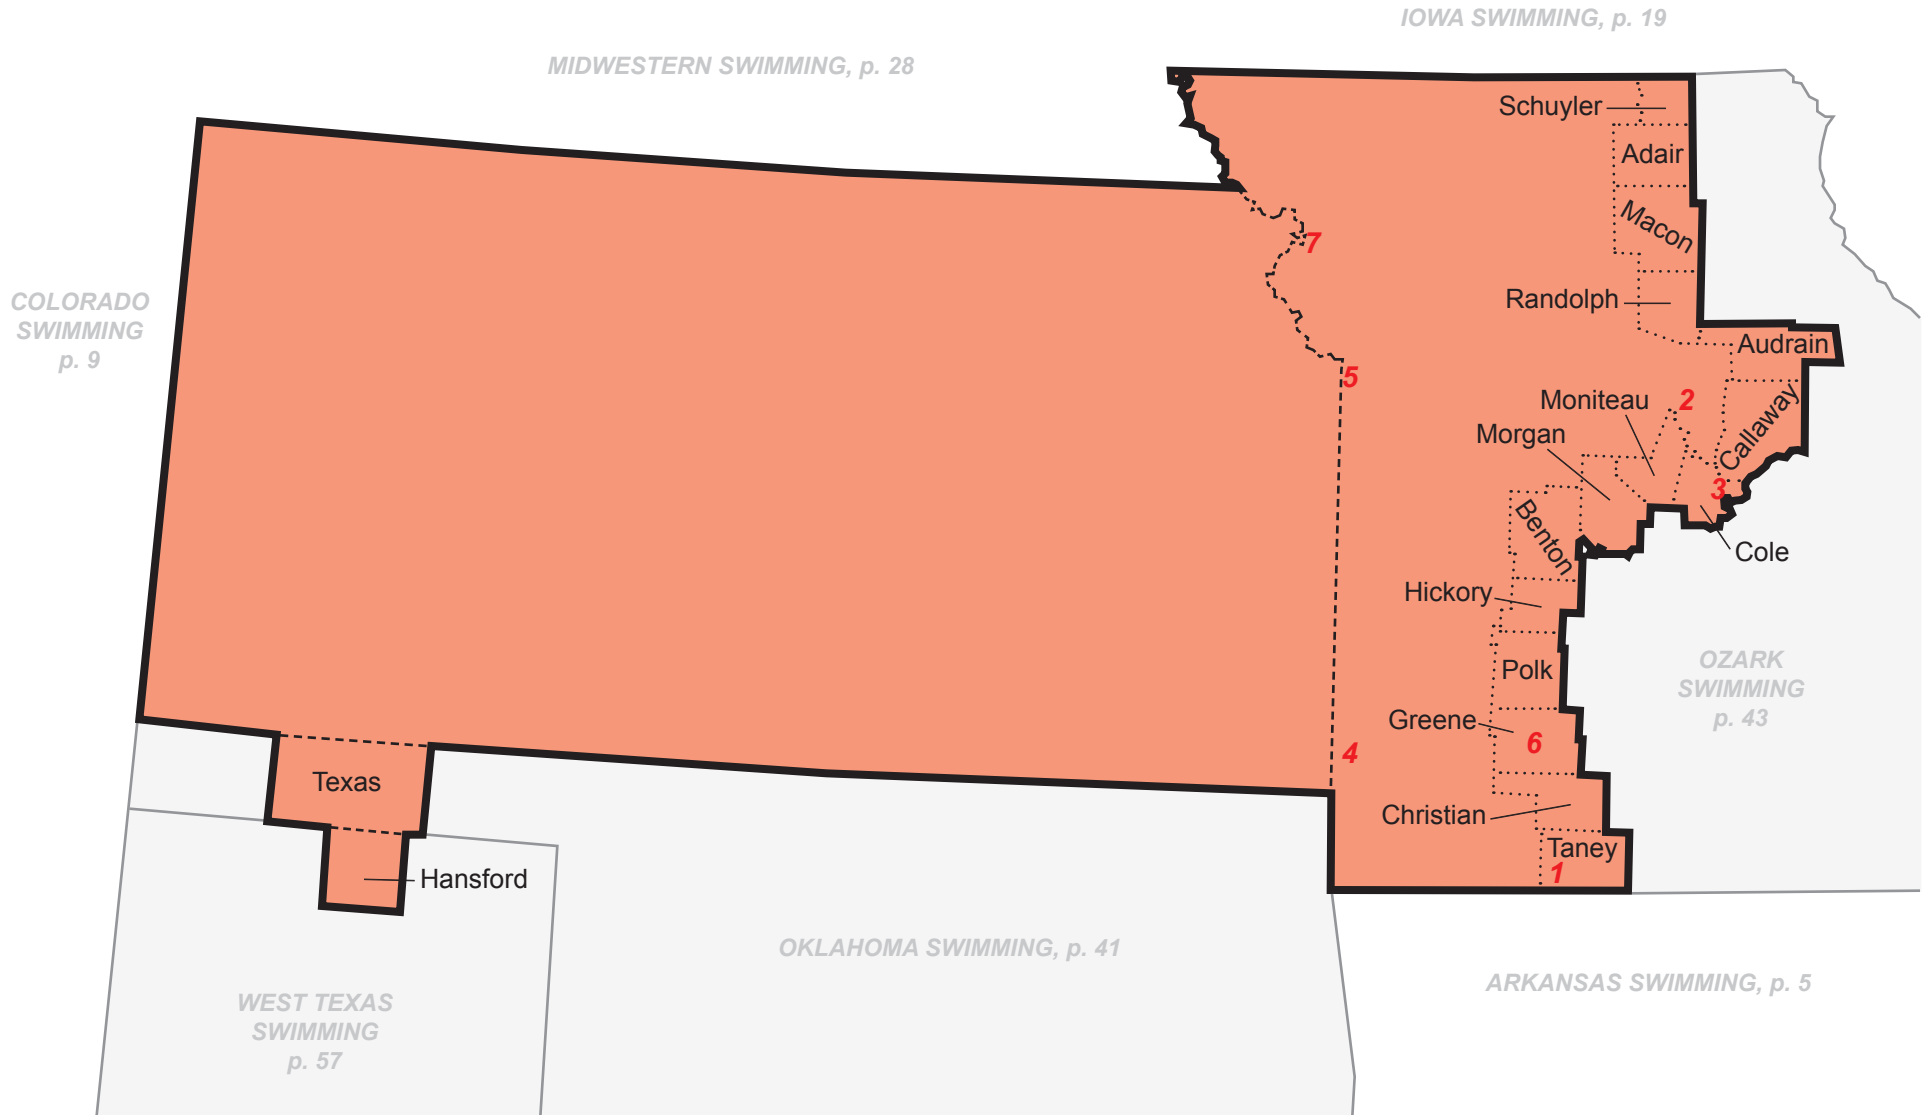 IOWA SWIMMING, p. 19
MIDWESTERN SWIMMING, p. 28
Schuyler
Adair
Macon
7
COLORADO
SWIMMING
p. 9
Randolph
Audrain
5
2
Moniteau
Callaway
Morgan
3
Benton
Cole
Hickory
OZARK
SWIMMING
p. 43
Polk
Greene
6
4
Texas
Christian
Taney
1
Hansford
OKLAHOMA SWIMMING, p. 41
ARKANSAS SWIMMING, p. 5
WEST TEXAS
SWIMMING
p. 57